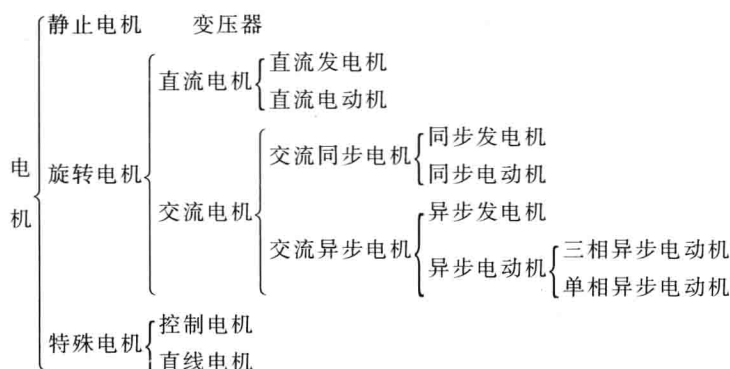 静止电机 变压器
直流发电机
直流电机
直流电动机
同步发电机
交流同步电机
电
旋转电机
同步电动机
机
交流电机
异步发电机
交流异步电机
三相异步电动机
异步电动机
单相异步电动机
控制电机
特殊电机
直线电机